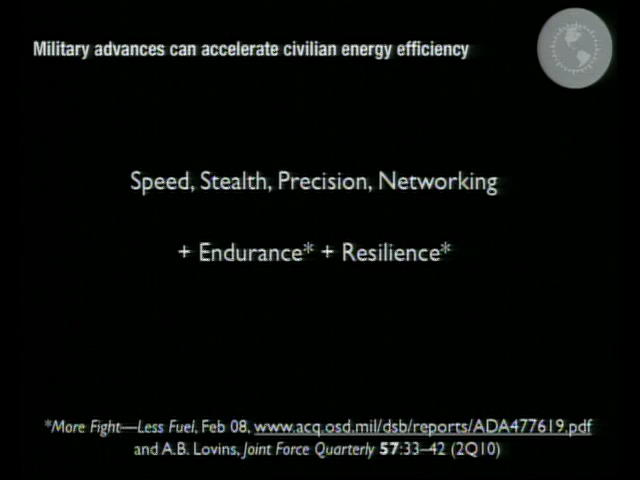 Military advances can accelerate civilian energy efficiency
Speed, Stealth, Precision, Networking
+ Endurance* + Resilience*
*More Fight—Less Fuel, Feb 08, www.acq.osd.mil/dsb/reports/ADA477619.pdf
and A.B. Lovins, Joint Force Quarterly 57:33–42 (2Q10)